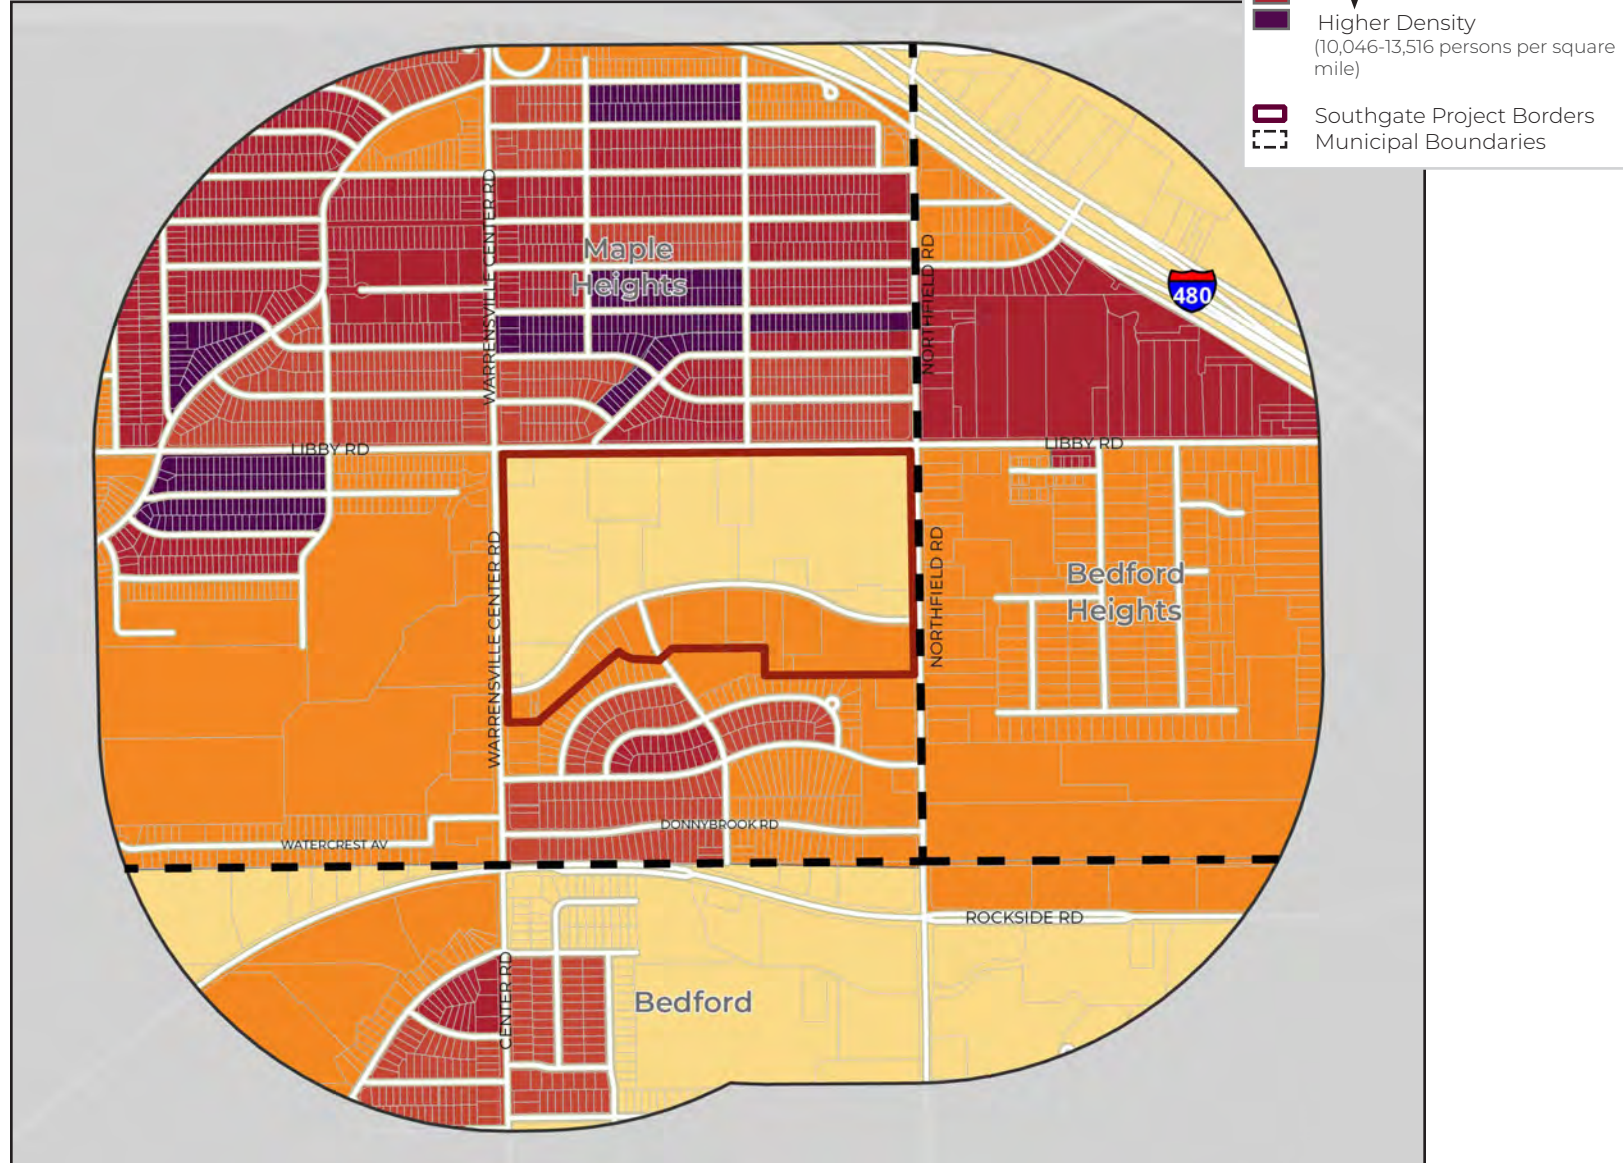 Higher Density
(10,046-13,516 persons per square
mile)
Southgate Project Borders
Municipal Boundaries
WARRENSVILLE CENTER RD
Maple
Heights
NORTHFIELD RD
480
LIBBY RD
LIBBY RD
WARRENSVILLE CENTER RD
NORTHFIELD RD
Bedford
Heights
DONNYBROOK RD
WATERCREST AV
ROCKSIDE RD
CENTER RD
Bedford